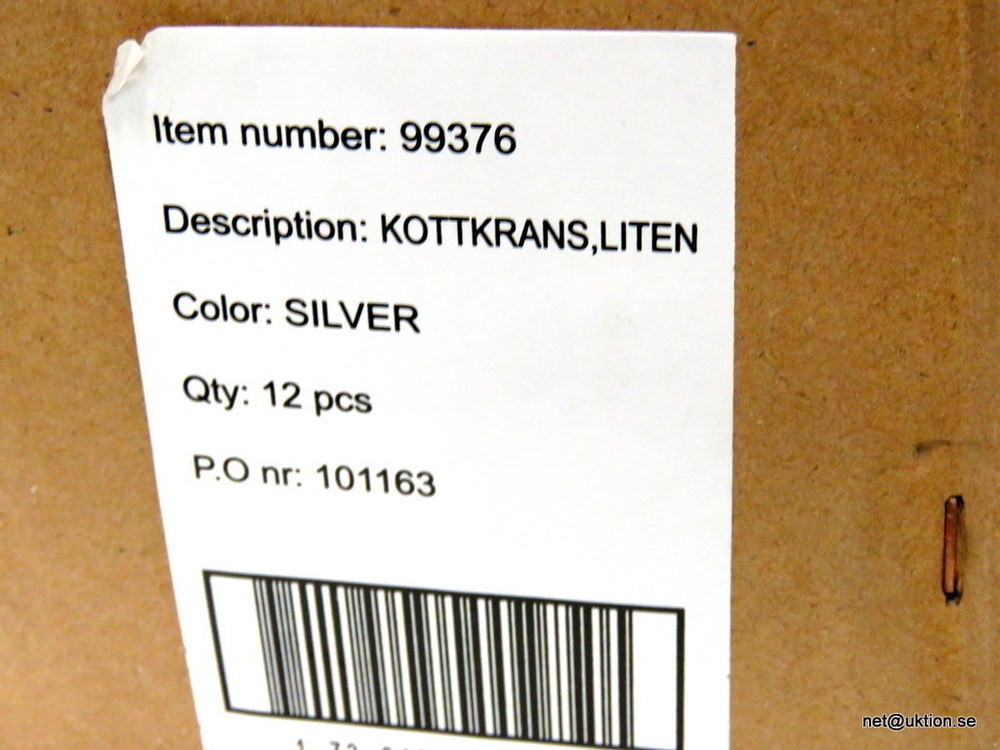 Item number: 99376
Description: KOTTKRANS,LITEN
Color: SILVER
Qty: 12 pcs
P.O nr: 101163
net@uktion.se